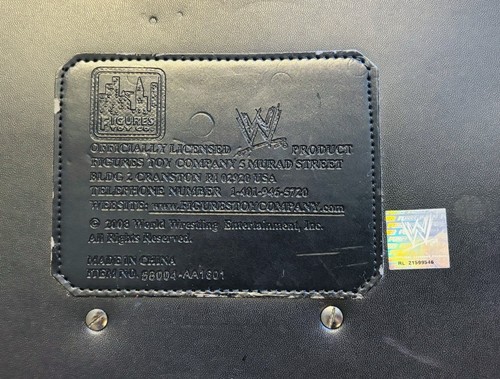 FIGURES
TOY CO.
OFFICIALLY LICENSED W PRODUCT
FIGURES TOY COMPANY 5 MURAD STREET
BLDG 2 CRANSTON RI 02920 USA
TELEPHONE NUMBER 1-401-946-5720
WEBSITE: www.FIGURESTOYCOMPANY.com
© 2008 World Wrestling Entertainment, Inc.
All Rights Reserved.
MADE IN CHINA
ITEM NO. 56004-AA1801
W